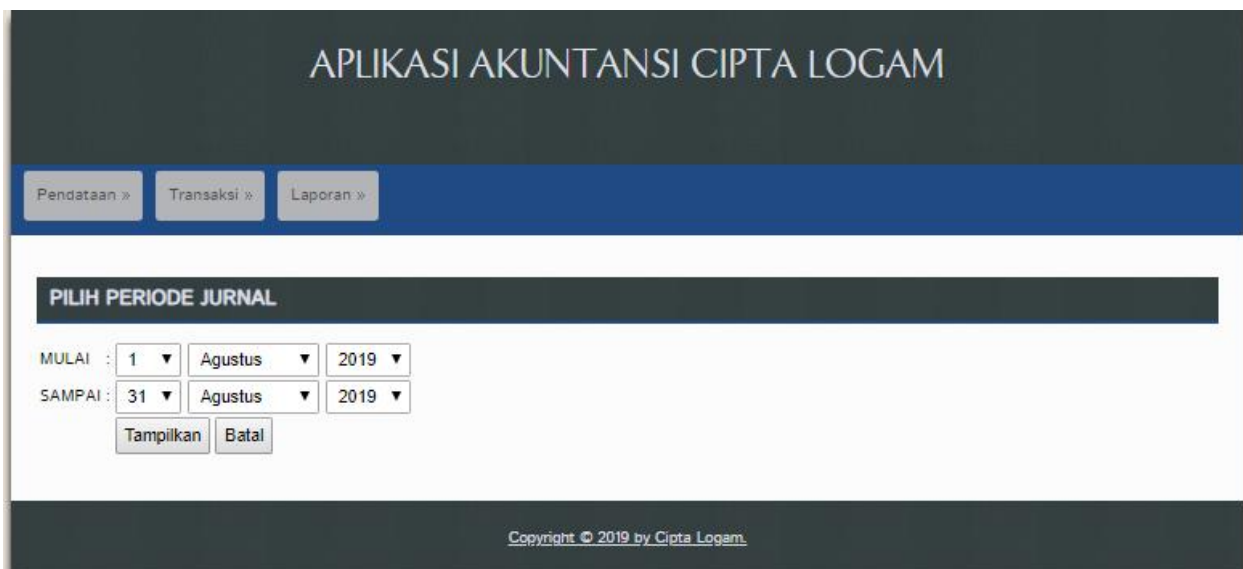 APLIKASI AKUNTANSI CIPTA LOGAM
Pendataan » Transaksi » Laporan »
PILIH PERIODE JURNAL
MULAI : 1 ▼ Agustus ▼ 2019 ▼
SAMPAI : 31 ▼ Agustus ▼ 2019 ▼
Tampilkan Batal
Copyright © 2019 by Cipta Logam.